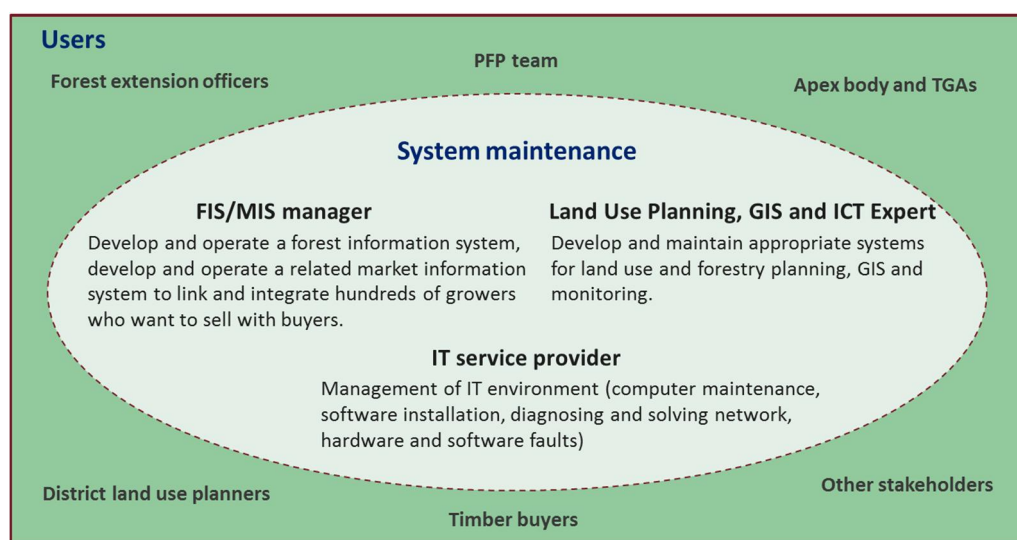 Users
PFP team
Forest extension officers
Apex body and TGAs
System maintenance
FIS/MIS manager
Develop and operate a forest information system,
develop and operate a related market information
system to link and integrate hundreds of growers
who want to sell with buyers.
Land Use Planning, GIS and ICT Expert
Develop and maintain appropriate systems
for land use and forestry planning, GIS and
monitoring.
IT service provider
Management of IT environment (computer maintenance,
software installation, diagnosing and solving network,
hardware and software faults)
District land use planners
Other stakeholders
Timber buyers